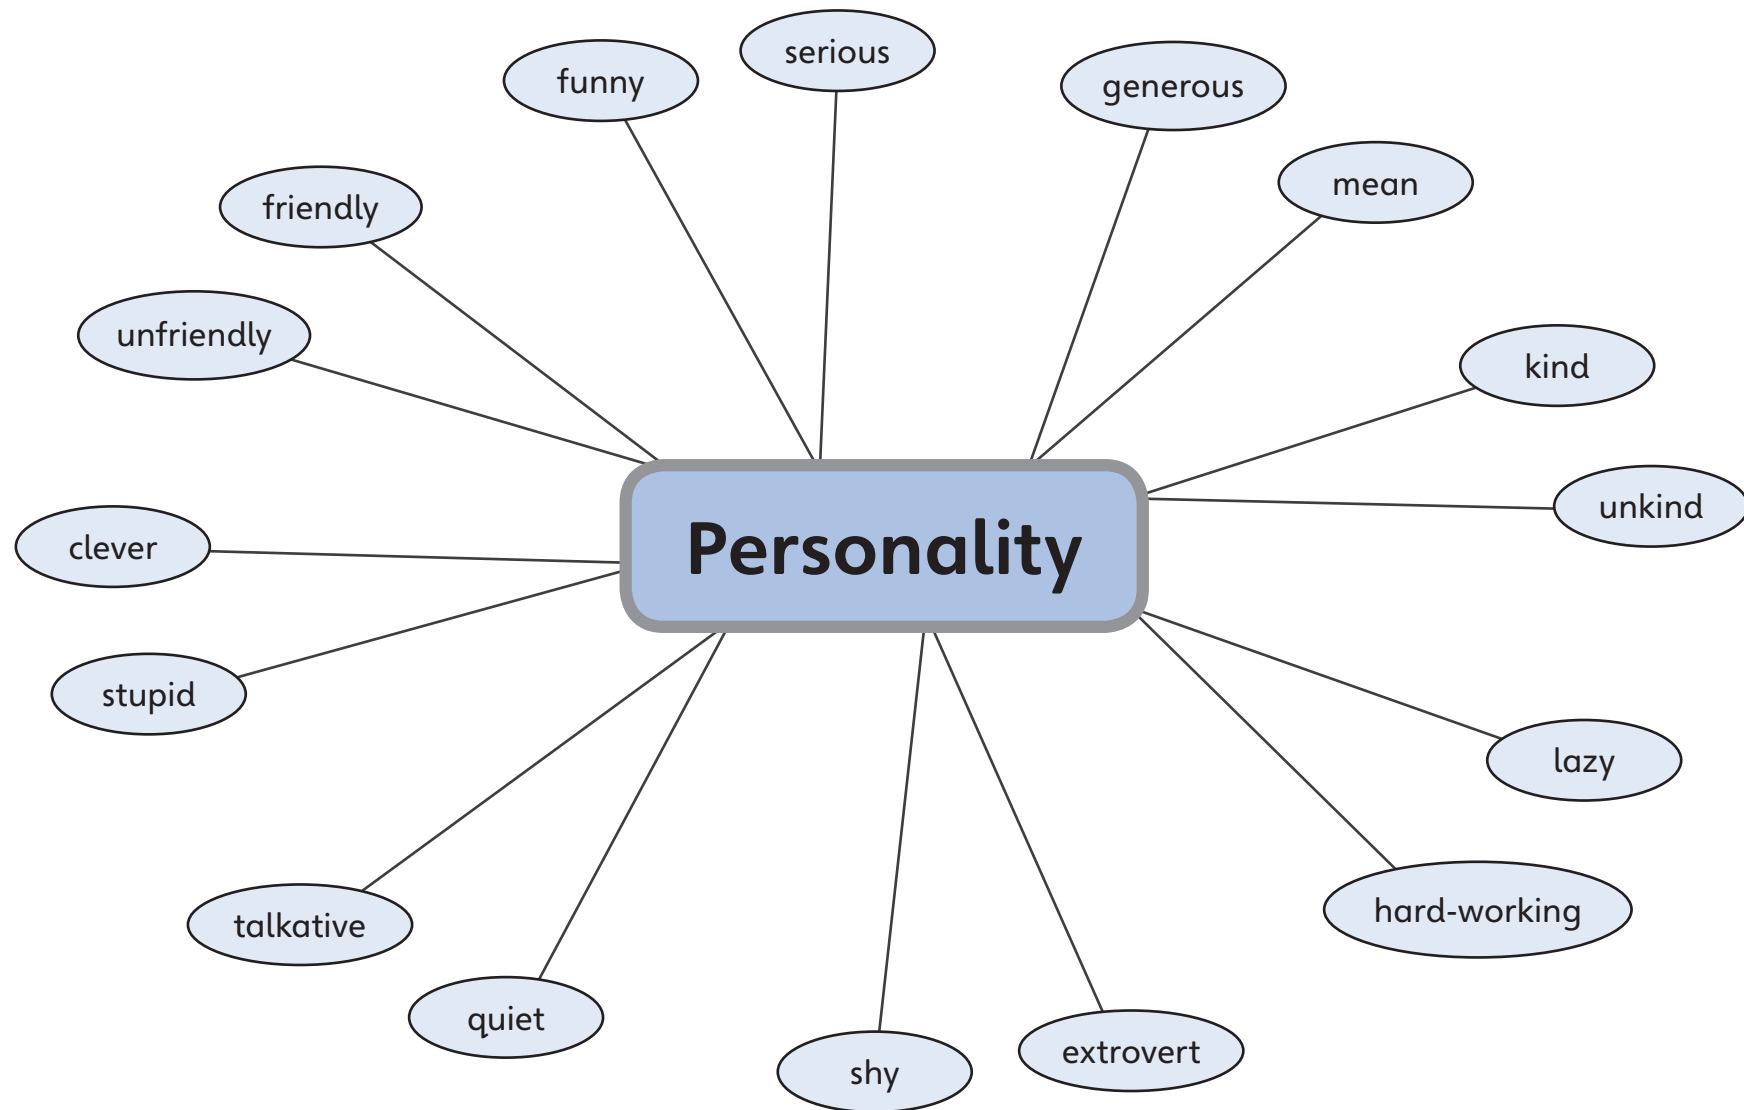 serious
funny
generous
mean
friendly
unfriendly
kind
unkind
Personality
clever
stupid
lazy
hard-working
talkative
quiet
shy
extrovert